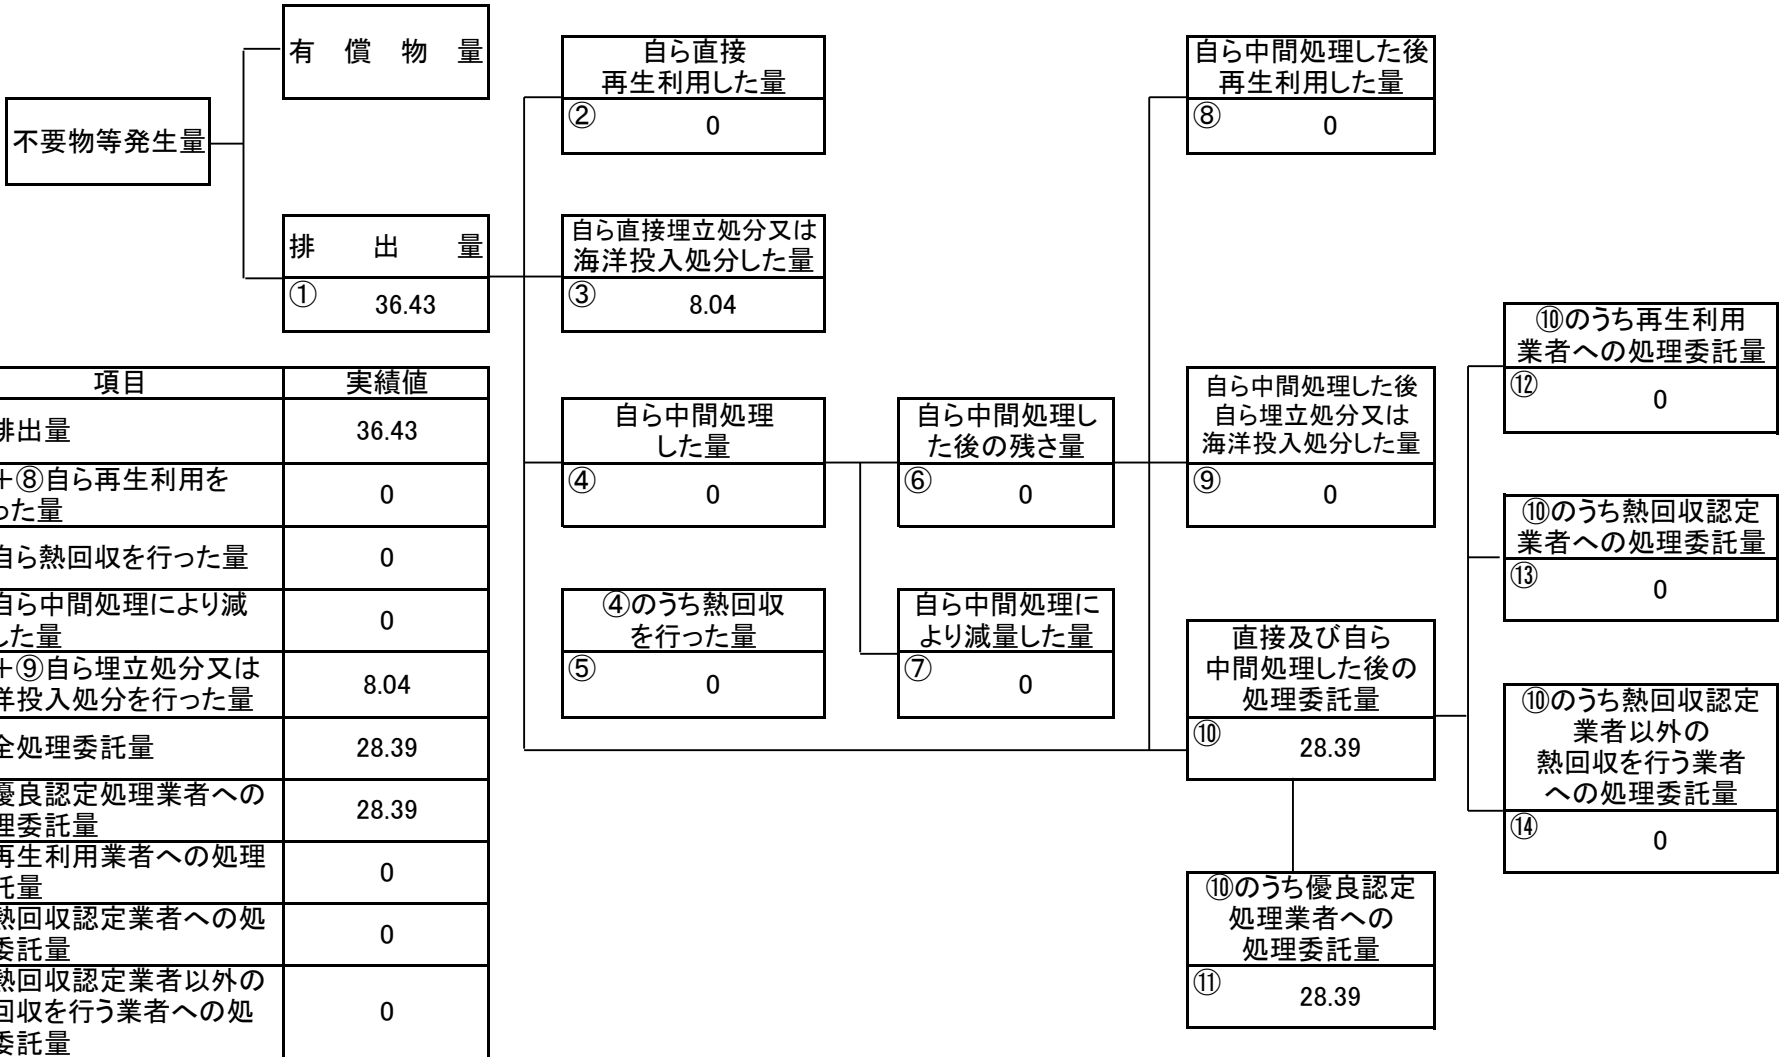 有償物量
不要物等発生量
排出量
① 36.43
自ら直接
再生利用した量
② 0
自ら直接埋立処分又は
海洋投入処分した量
③ 8.04
自ら中間処理
した量
④ 0
④のうち熱回収
を行った量
⑤ 0
自ら中間処理し
た後の残さ量
⑥ 0
自ら中間処理に
より減量した量
⑦ 0
自ら中間処理した後
再生利用した量
⑧ 0
自ら中間処理した後
自ら埋立処分又は
海洋投入処分した量
⑨ 0
直接及び自ら
中間処理した後の
処理委託量
⑩ 28.39
⑩のうち優良認定
処理業者への
処理委託量
⑪ 28.39
⑩のうち再生利用
業者への処理委託量
⑫ 0
⑩のうち熱回収認定
業者への処理委託量
⑬ 0
⑩のうち熱回収認定
業者以外の
熱回収を行う業者
への処理委託量
⑭ 0
項目 実績値
排出量 36.43
+⑧自ら再生利用を
った量 0
自ら熱回収を行った量 0
自ら中間処理により減
した量 0
+⑨自ら埋立処分又は
洋投入処分を行った量 8.04
全処理委託量 28.39
優良認定処理業者への
理委託量 28.39
再生利用業者への処理
託量 0
熱回収認定業者への処
委託量 0
熱回収認定業者以外の
回収を行う業者への処
委託量 0